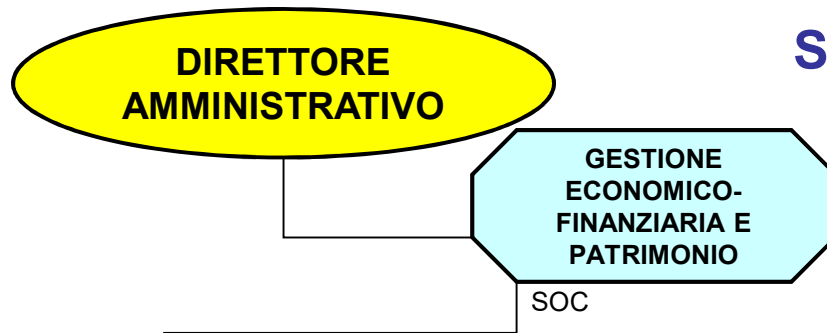 DIRETTORE
AMMINISTRATIVO
S
GESTIONE
ECONOMICO-
FINANZIARIA E
PATRIMONIO
SOC